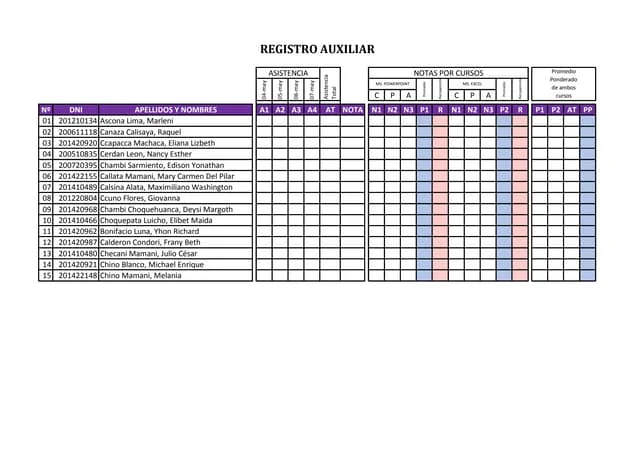 REGISTRO AUXILIAR
ASISTENCIA NOTAS POR CURSOS Promedio Ponderado de ambos cursos
04-may 05-may 06-may 07-may Asistencia Total MS. POWERPOINT MS. EXCEL
C P A C P A
Nº DNI APELLIDOS Y NOMBRES A1 A2 A3 A4 AT NOTA N1 N2 N3 P1 R N1 N2 N3 P2 R P1 P2 AT PP
01 201210134 Ascona Lima, Marleni
02 200611118 Canaza Calisaya, Raquel
03 201420920 Ccapacca Machaca, Eliana Lizbeth
04 200510835 Cerdan Leon, Nancy Esther
05 200720395 Chambi Sarmiento, Edison Yonathan
06 201422155 Callata Mamani, Mary Carmen Del Pilar
07 201410489 Calsina Alata, Maximiliano Washington
08 201220804 Ccuno Flores, Giovanna
09 201420968 Chambi Choquehuanca, Deysi Margoth
10 201410466 Choquepata Lucito, Elibet Maida
11 201420962 Bonifacio Luna, Yhon Richard
12 201420987 Calderon Condori, Frany Beth
13 201410480 Checani Mamani, Julio César
14 201420921 Chino Blanco, Michael Enrique
15 201422148 Chino Mamani, Melania